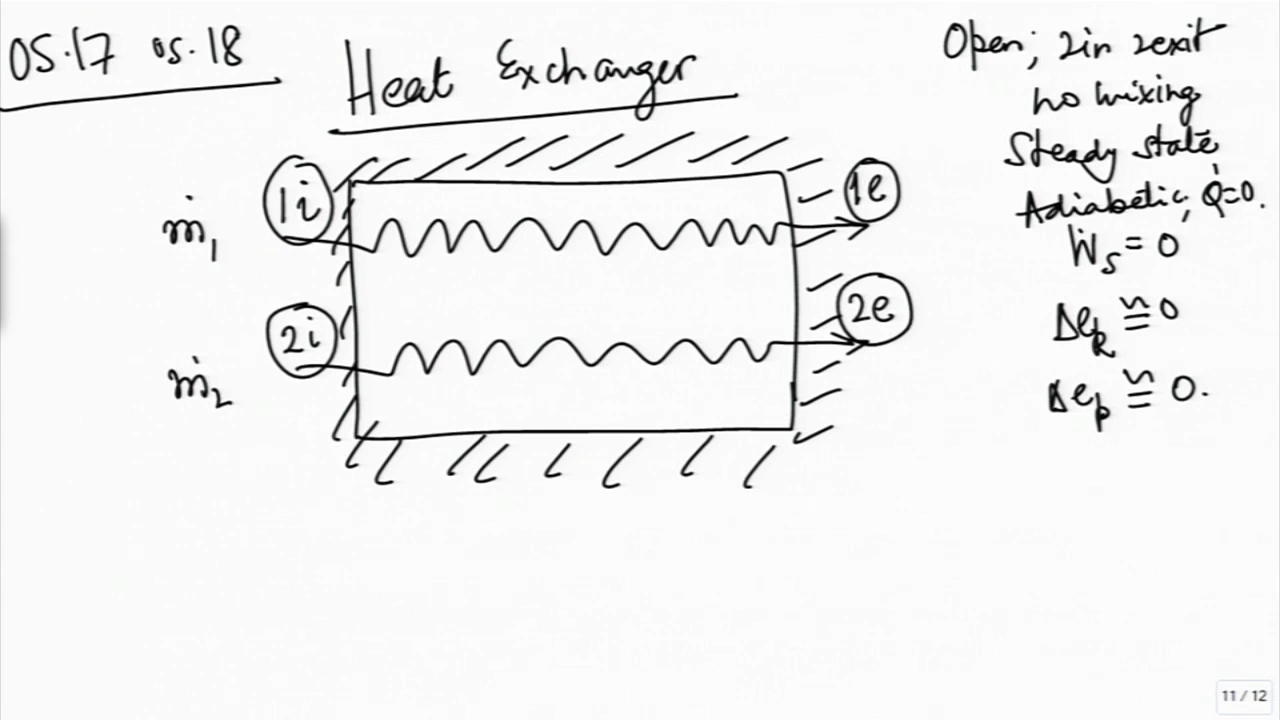 05.17 05.18
Heat Exchanger
Open; 2in 2exit
no mixing
Steady state
Adiabatic, Q̇=0.
Ẇs = 0
Δek ≅ 0
Δep ≅ 0.
1i
1e
ṁ1
2i
2e
ṁ2
11 / 12